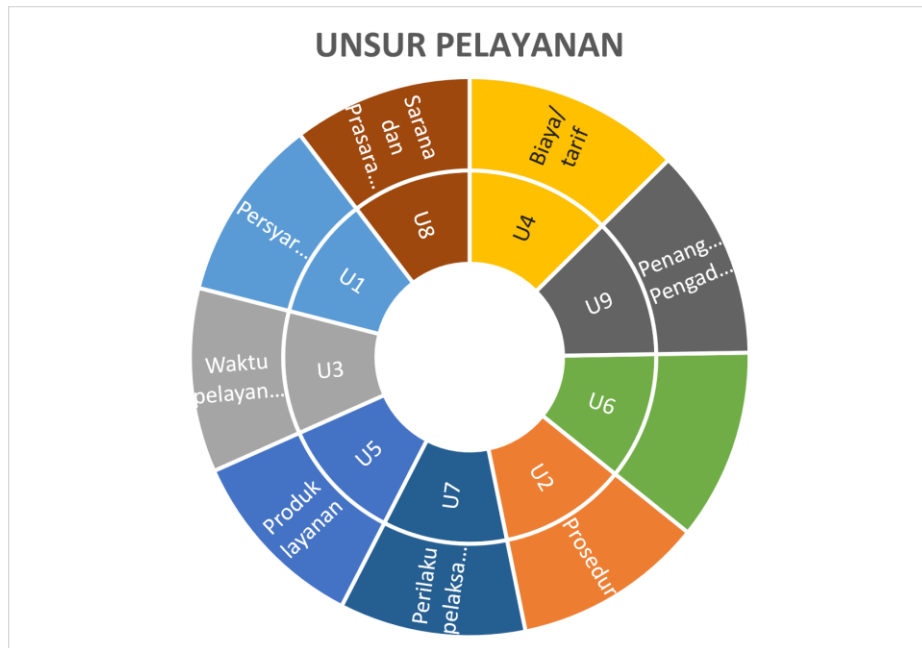 UNSUR PELAYANAN
Biaya/
tarif
U4
Penang...
Pengad...
U9
U6
Prosedur
U2
Perilaku
pelaksa...
U7
Produk
layanan
U5
Waktu
pelayan...
U3
Persyar...
U1
Sarana
dan
Prasara...
U8